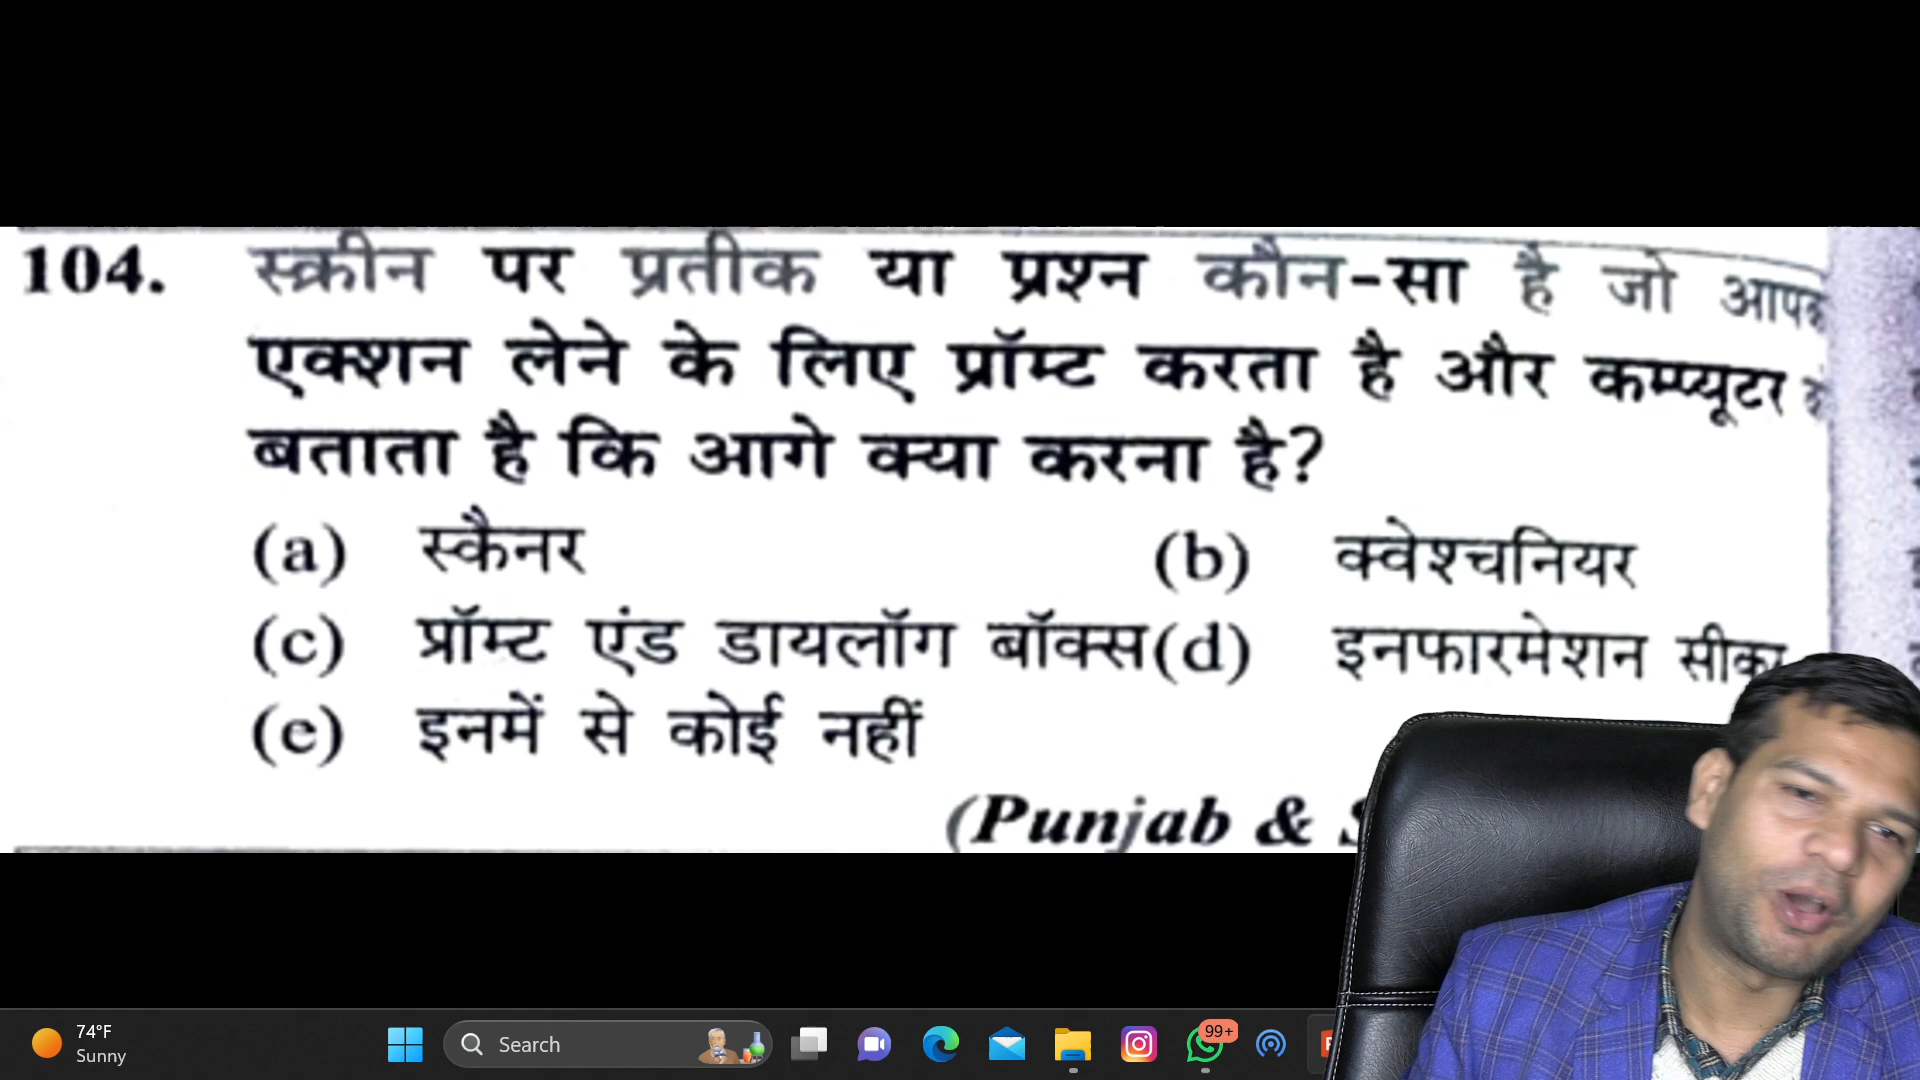 104. स्क्रीन पर प्रतीक या प्रश्न कौन-सा है जो
एक्शन लेने के लिए प्रॉम्ट करता है और कम्प्यूटर
बताता है कि आगे क्या करना है?
(a) स्कैनर (b) क्वेश्चनियर
(c) प्रॉम्ट एंड डायलॉग बॉक्स (d) इनफारमेशन
(e) इनमें से कोई नहीं
(Punjab &
74°F
Sunny
Search
99+